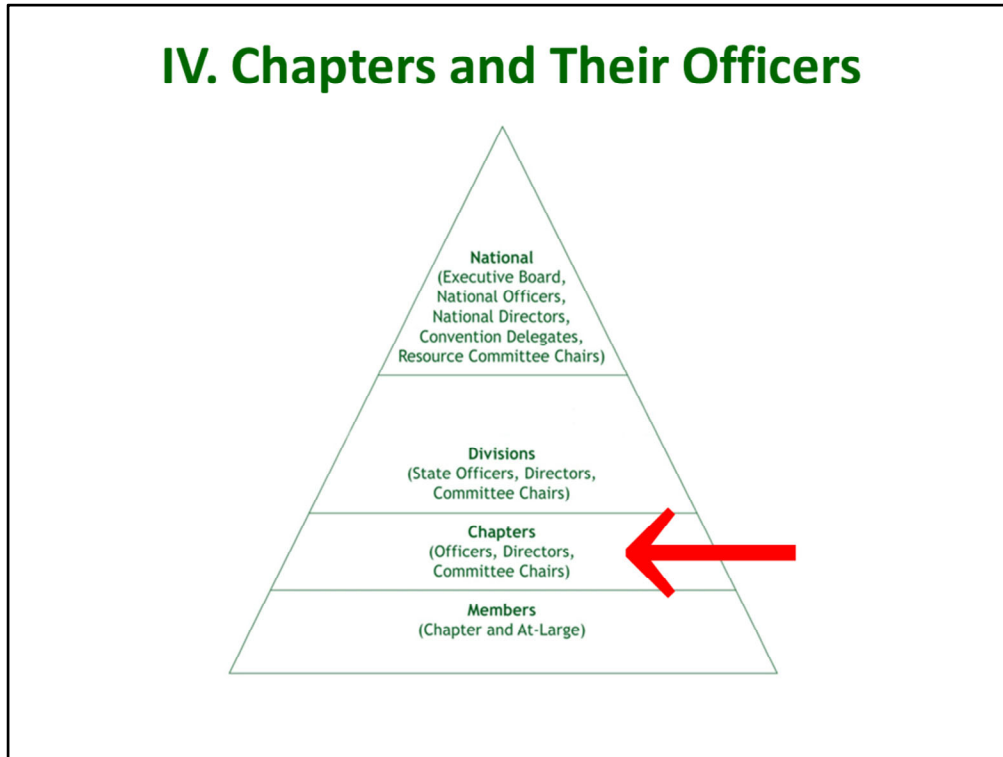 IV. Chapters and Their Officers
National
(Executive Board,
National Officers,
National Directors,
Convention Delegates,
Resource Committee Chairs)
Divisions
(State Officers, Directors,
Committee Chairs)
Chapters
(Officers, Directors,
Committee Chairs)
Members
(Chapter and At-Large)